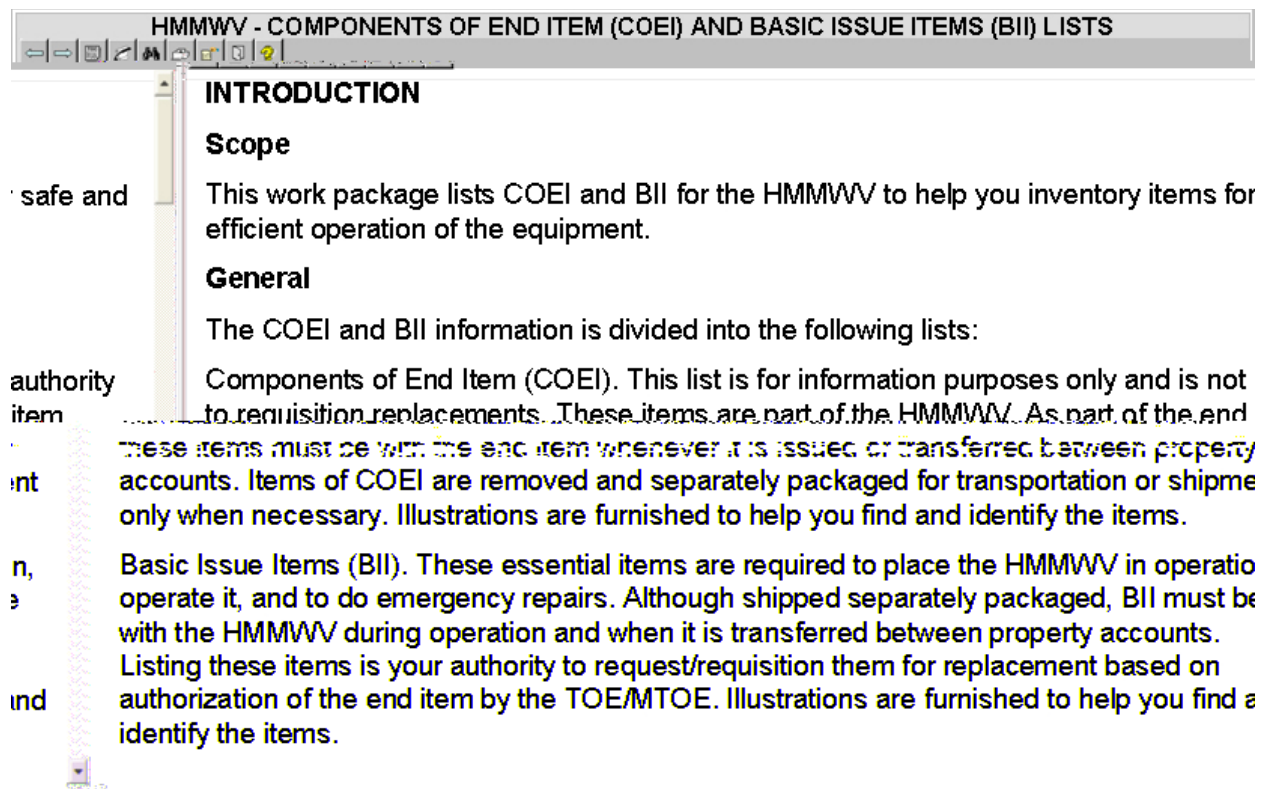 HMMWV - COMPONENTS OF END ITEM (COEI) AND BASIC ISSUE ITEMS (BII) LISTS
INTRODUCTION
Scope
This work package lists COEI and BII for the HMMWV to help you inventory items for
safe and
efficient operation of the equipment.
General
The COEI and BII information is divided into the following lists:
Components of End Item (COEI). This list is for information purposes only and is not
authority
to requisition replacements. These items are part of the HMMWV. As part of the end
item
these items must be with the end item whenever it is issued or transferred between property
accounts. Items of COEI are removed and separately packaged for transportation or shipme
nt
only when necessary. Illustrations are furnished to help you find and identify the items.
Basic Issue Items (BII). These essential items are required to place the HMMWV in operatio
n,
operate it, and to do emergency repairs. Although shipped separately packaged, BII must be
with the HMMWV during operation and when it is transferred between property accounts.
Listing these items is your authority to request/requisition them for replacement based on
authorization of the end item by the TOE/MTOE. Illustrations are furnished to help you find a
nd
identify the items.